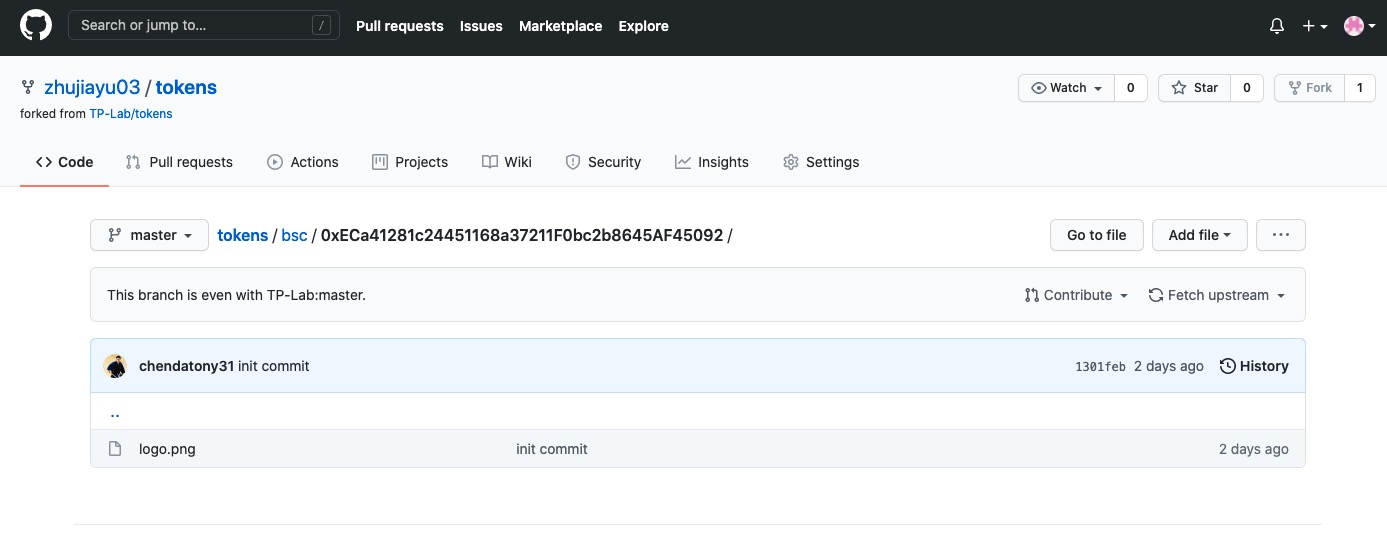 Search or jump to... / Pull requests Issues Marketplace Explore
zhujiayu03 / tokens Watch 0 Star 0 Fork 1
forked from TP-Lab/tokens
Code Pull requests Actions Projects Wiki Security Insights Settings
master tokens / bsc / 0xECa41281c24451168a37211F0bc2b8645AF45092 / Go to file Add file ...
This branch is even with TP-Lab:master. Contribute Fetch upstream
chendatony31 init commit 1301feb 2 days ago History
..
logo.png init commit 2 days ago